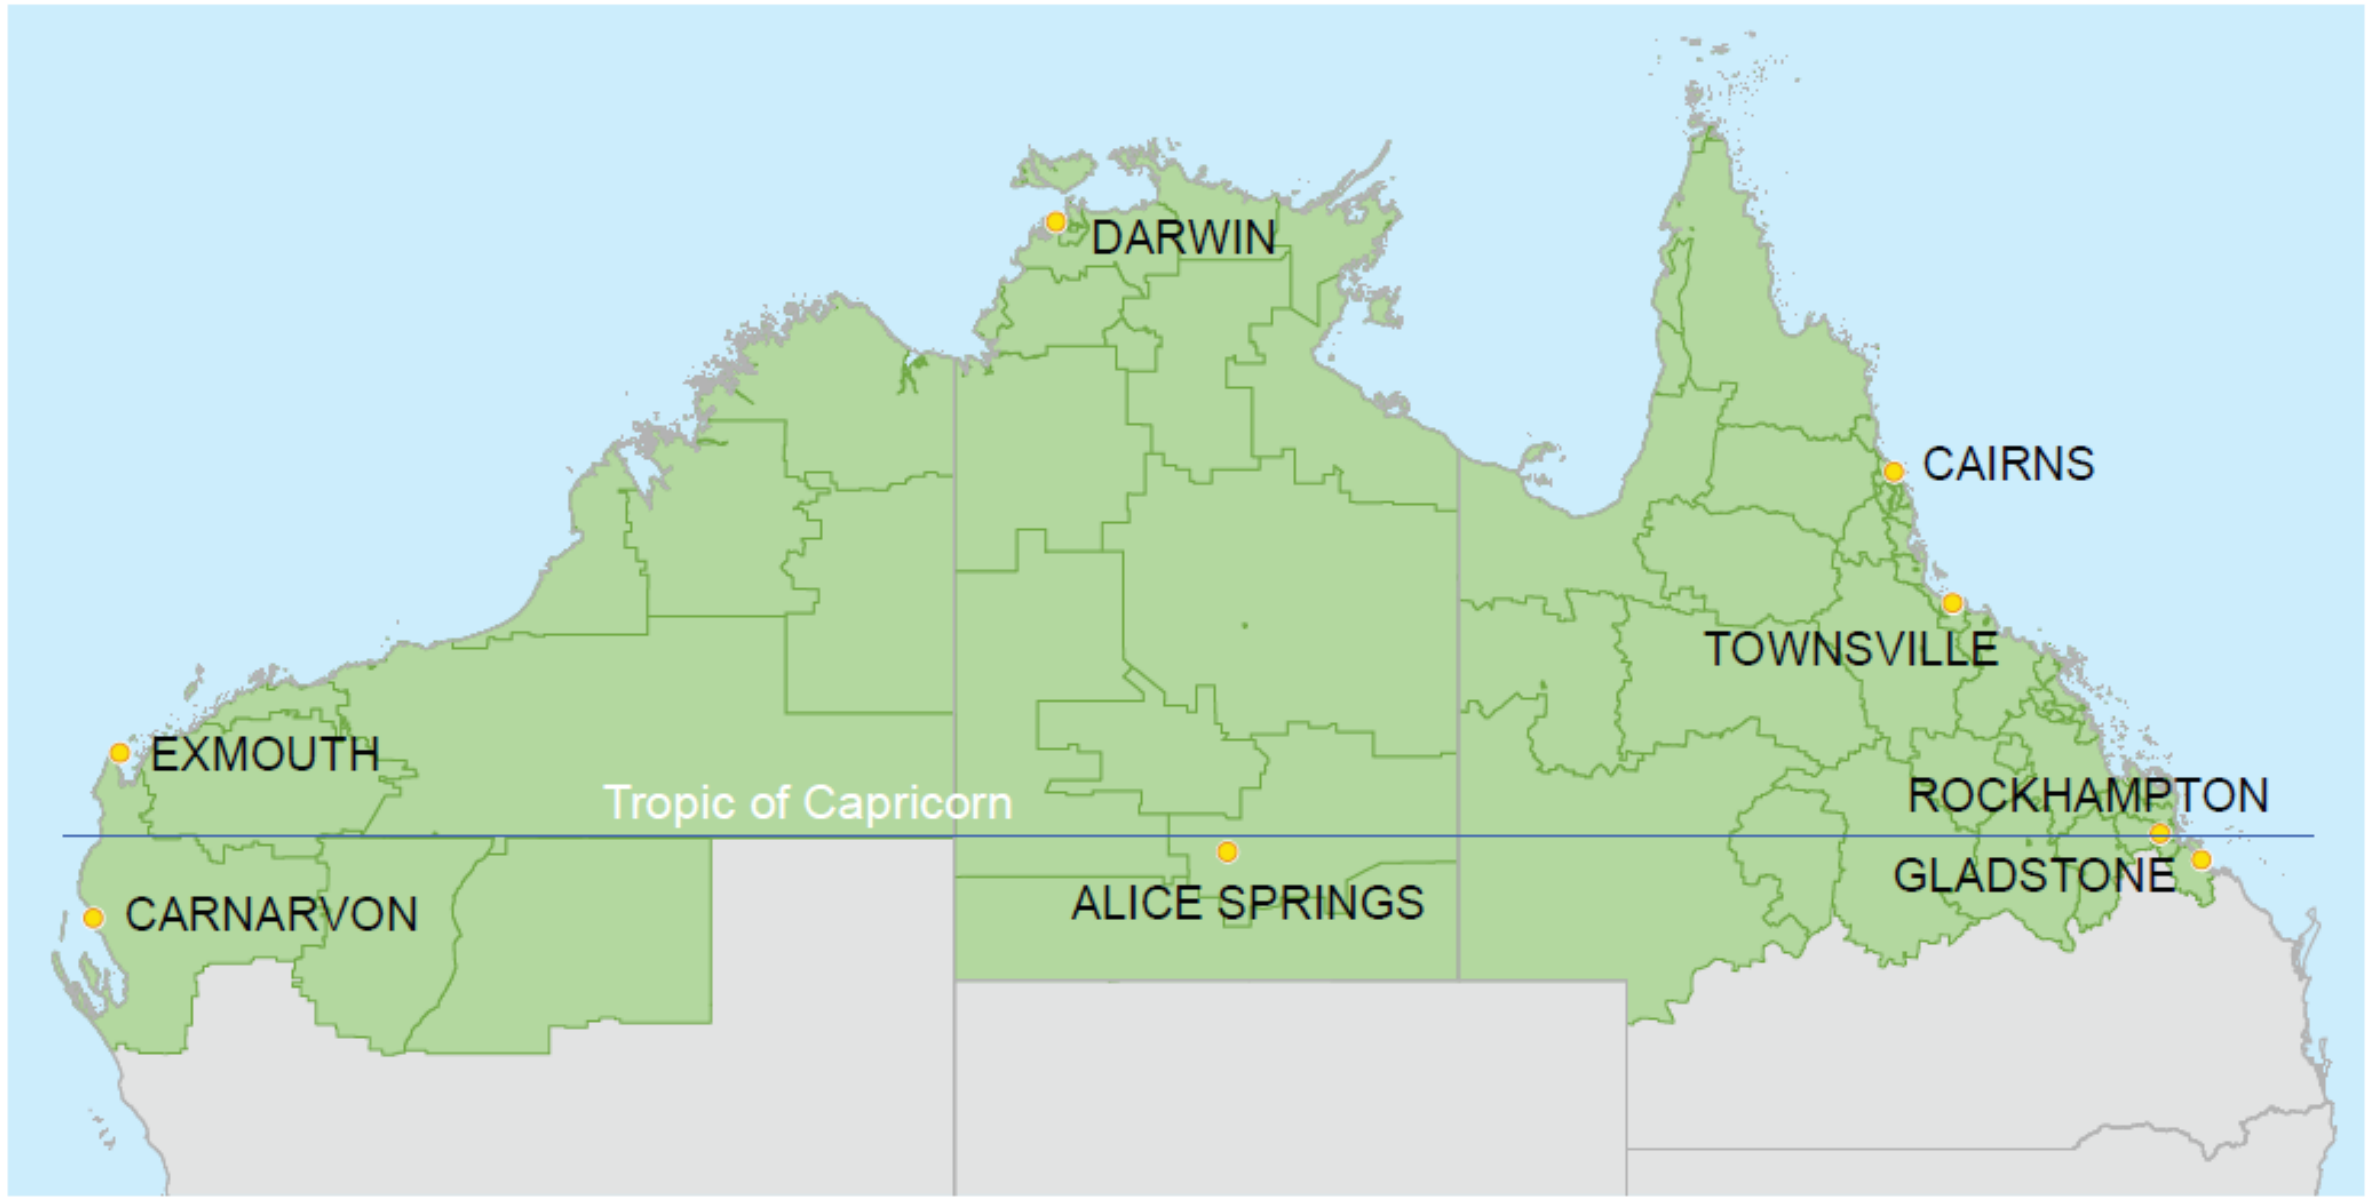 DARWIN
CAIRNS
TOWNSVILLE
EXMOUTH
Tropic of Capricorn
ROCKHAMPTON
GLADSTONE
ALICE SPRINGS
CARNARVON